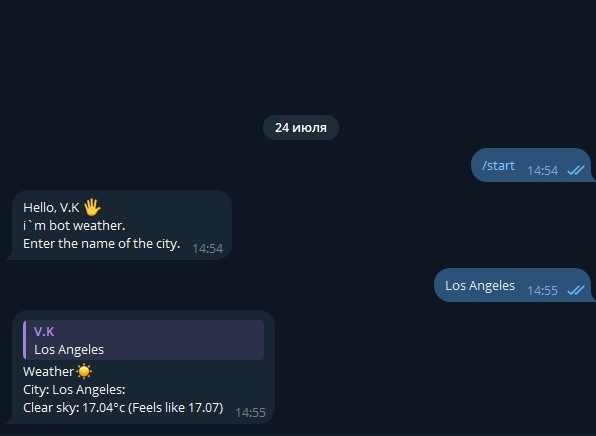 24 июля
/start 14:54
Hello, V.K 🖐
i`m bot weather.
Enter the name of the city. 14:54
Los Angeles 14:55
V.K
Los Angeles
Weather☀️
City: Los Angeles:
Clear sky: 17.04°c (Feels like 17.07) 14:55